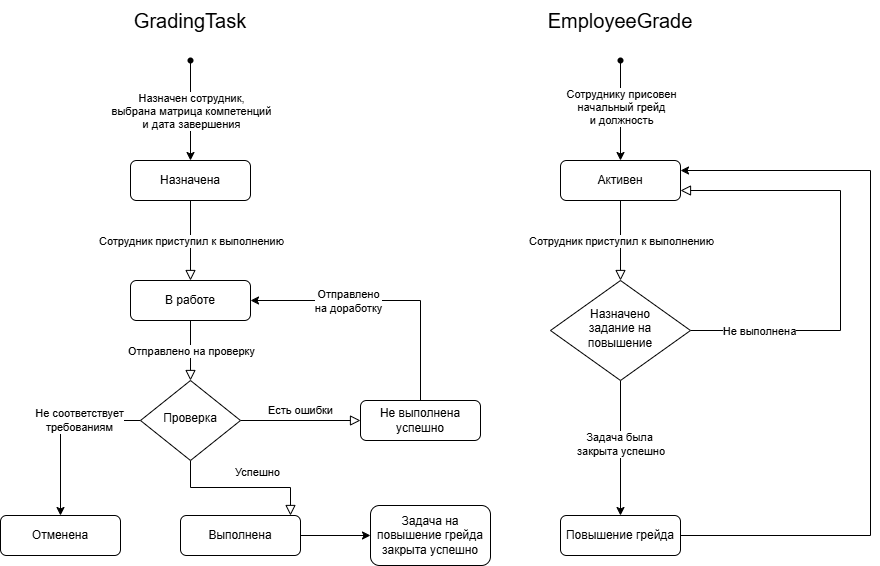 GradingTask
Назначен сотрудник,
выбрана матрица компетенций
и дата завершения
Назначена
Сотрудник приступил к выполнению
В работе
Отправлено
на доработку
Отправлено на проверку
Проверка
Не соответствует
требованиям
Есть ошибки
Не выполнена
успешно
Успешно
Отменена
Выполнена
Задача на
повышение грейда
закрыта успешно
EmployeeGrade
Сотруднику присовен
начальный грейд
и должность
Активен
Сотрудник приступил к выполнению
Назначено
задание на
повышение
Не выполнена
Задача была
закрыта успешно
Повышение грейда